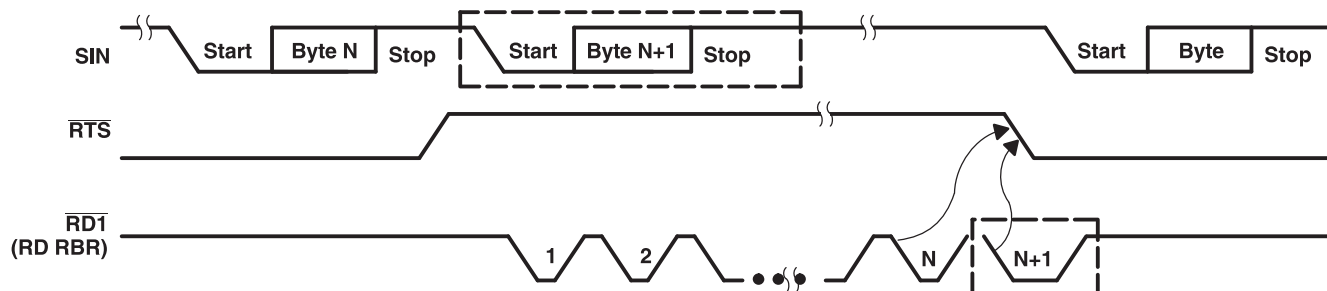 SIN
Start
Byte N
Stop
Start
Byte N+1
Stop
Start
Byte
Stop
RTS
RD1
(RD RBR)
1
2
N
N+1